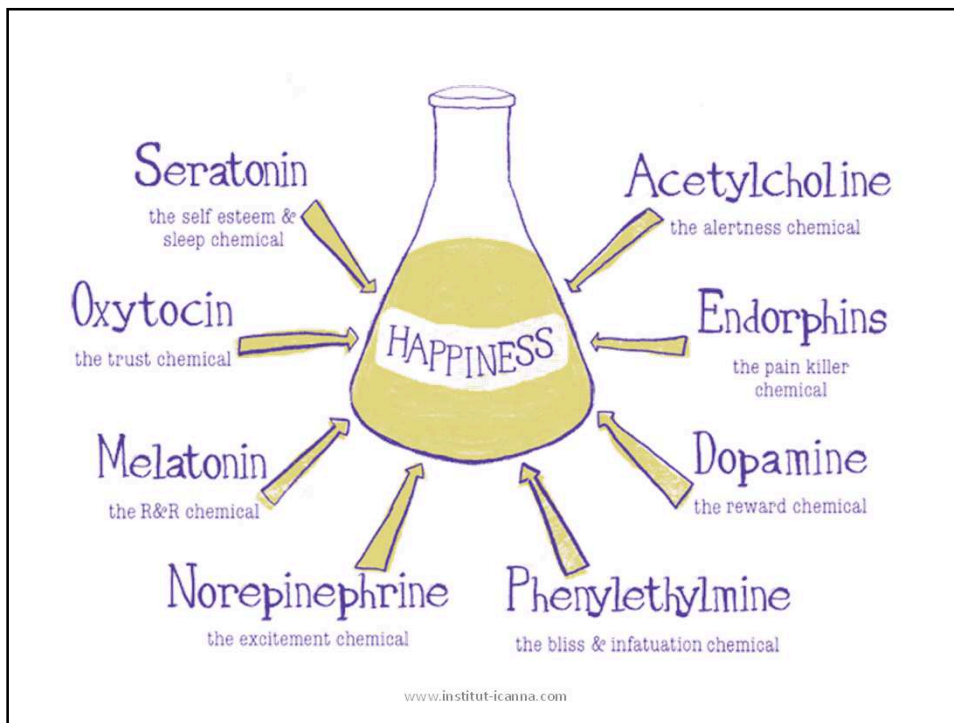 Seratonin
the self esteem &
sleep chemical
Acetylcholine
the alertness chemical
Oxytocin
the trust chemical
HAPPINESS
Endorphins
the pain killer
chemical
Melatonin
the R&R chemical
Dopamine
the reward chemical
Norepinephrine
the excitement chemical
Phenylethylmine
the bliss & infatuation chemical
www.institut-icanna.com